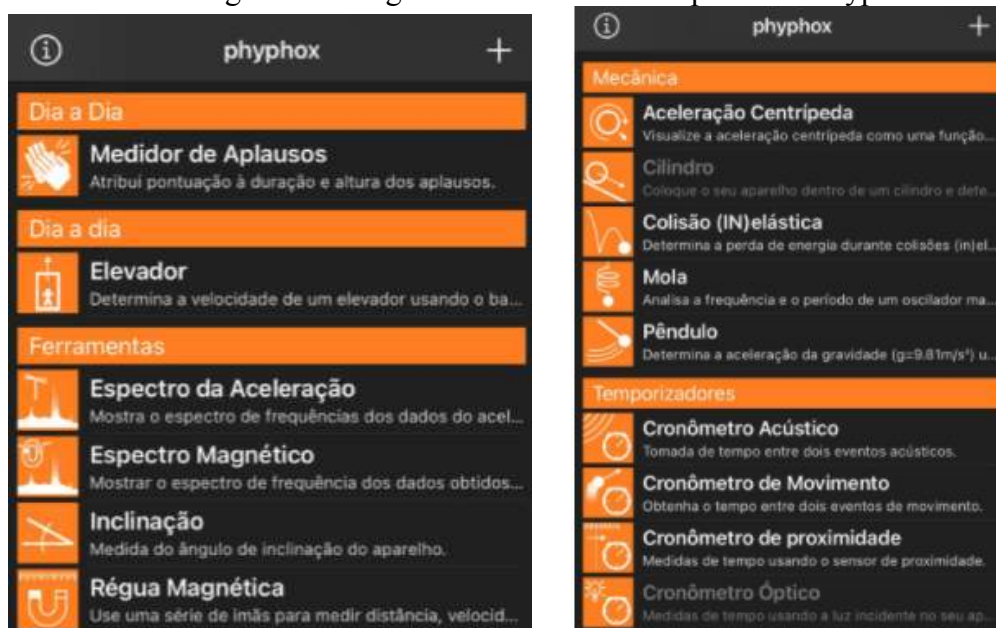 phyphox
Dia a Dia
Medidor de Aplausos
Atribui pontuação à duração e altura dos aplausos.
Dia a dia
Elevador
Determina a velocidade de um elevador usando o ba...
Ferramentas
Espectro da Aceleração
Mostra o espectro de frequências dos dados do acel...
Espectro Magnético
Mostrar o espectro de frequência dos dados obtidos...
Inclinação
Medida do ângulo de inclinação do aparelho.
Régua Magnética
Use uma série de imãs para medir distância, velocid...
phyphox
Mecânica
Aceleração Centrípeda
Visualize a aceleração centrípeda como uma função...
Cilindro
Coloque o seu aparelho dentro de um cilindro e dete...
Colisão (IN)elástica
Determina a perda de energia durante colisões (in)el...
Mola
Analisa a frequência e o período de um oscilador ma...
Pêndulo
Determina a aceleração da gravidade (g=9.81m/s²) u...
Temporizadores
Cronômetro Acústico
Tomada de tempo entre dois eventos acústicos.
Cronômetro de Movimento
Obtenha o tempo entre dois eventos de movimento.
Cronômetro de proximidade
Medidas de tempo usando o sensor de proximidade.
Cronômetro Óptico
Medidas de tempo usando a luz incidente no seu ap...